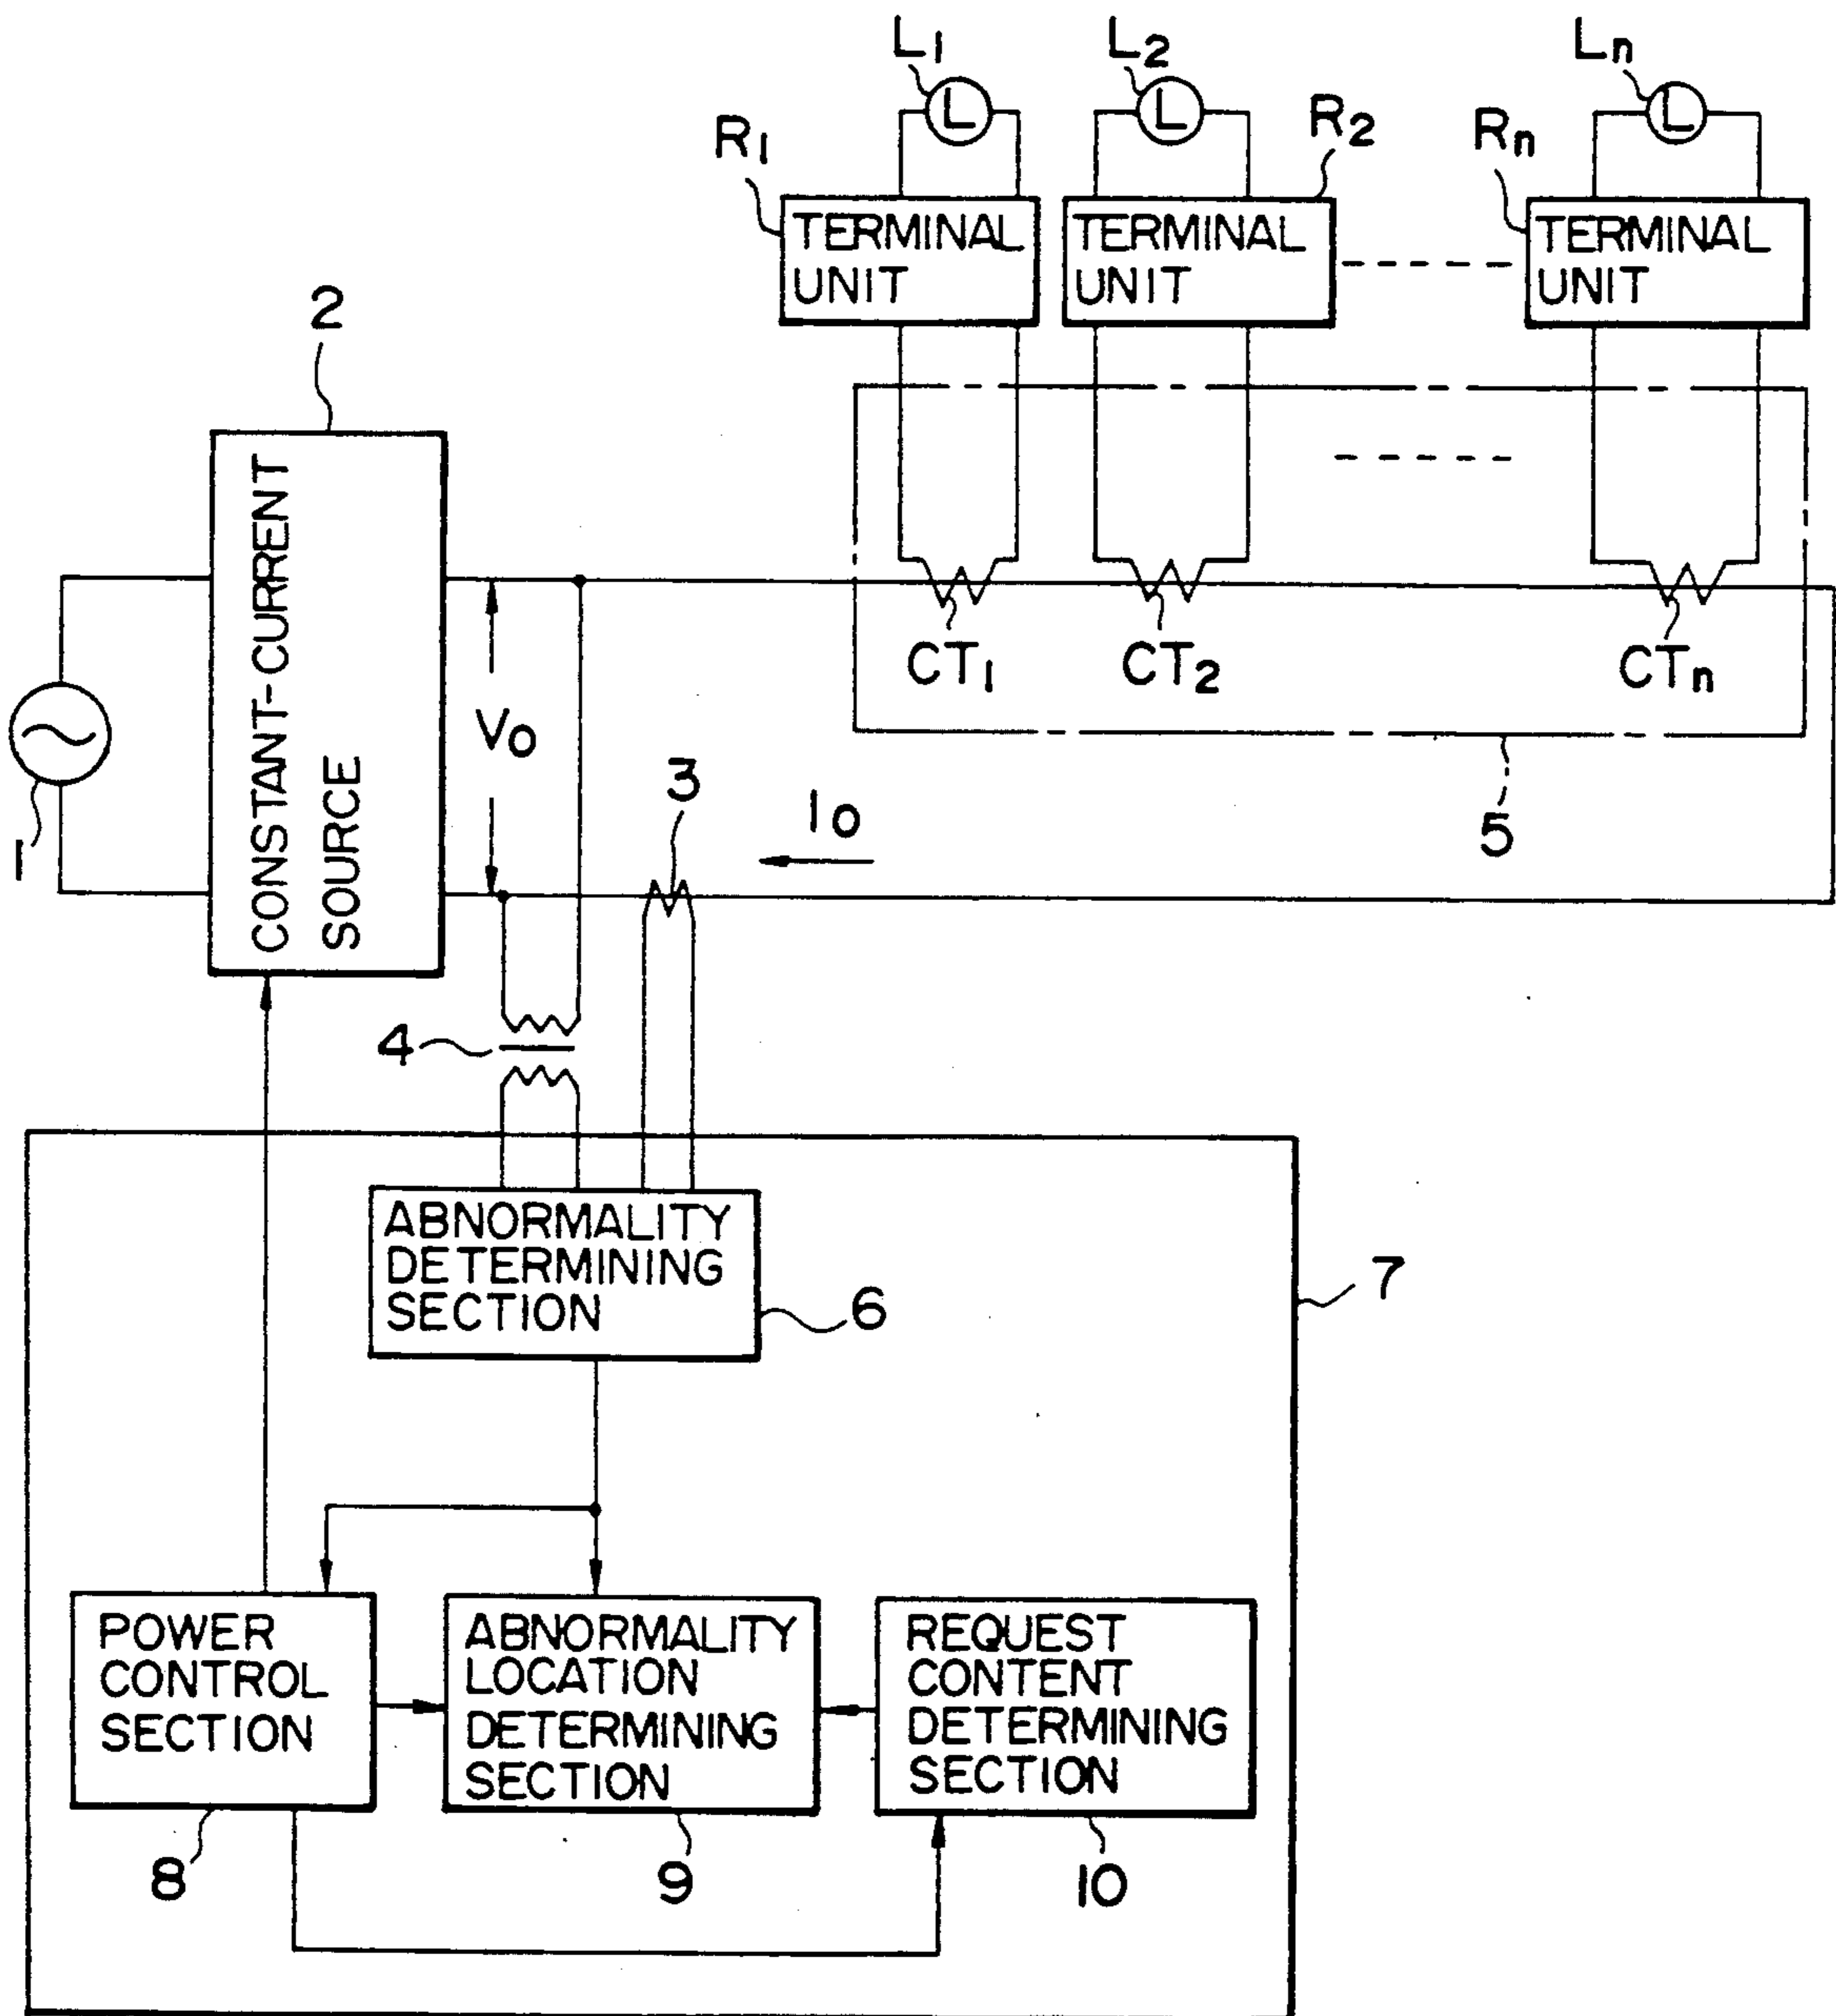 L1
L2
Ln
L
L
L
R1
R2
Rn
TERMINAL
UNIT
TERMINAL
UNIT
TERMINAL
UNIT
2
CONSTANT-CURRENT
SOURCE
1
V0
CT1
CT2
CTn
3
I0
5
4
ABNORMALITY
DETERMINING
SECTION
6
7
POWER
CONTROL
SECTION
ABNORMALITY
LOCATION
DETERMINING
SECTION
REQUEST
CONTENT
DETERMINING
SECTION
8
9
10